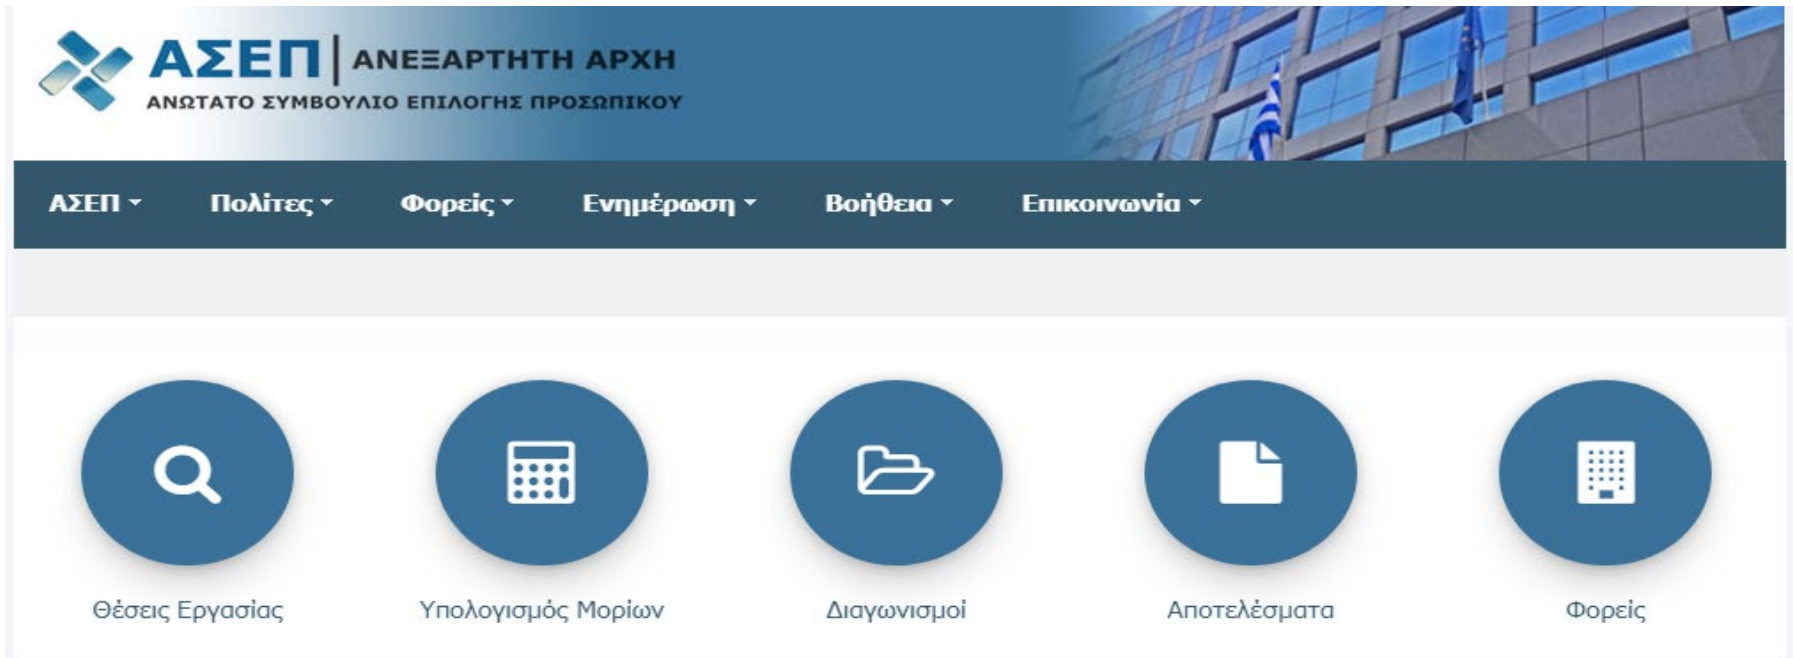 ΑΣΕΠ | ΑΝΕΞΑΡΤΗΤΗ ΑΡΧΗ
ΑΝΩΤΑΤΟ ΣΥΜΒΟΥΛΙΟ ΕΠΙΛΟΓΗΣ ΠΡΟΣΩΠΙΚΟΥ
ΑΣΕΠ Πολίτες Φορείς Ενημέρωση Βοήθεια Επικοινωνία
Θέσεις Εργασίας Υπολογισμός Μορίων Διαγωνισμοί Αποτελέσματα Φορείς